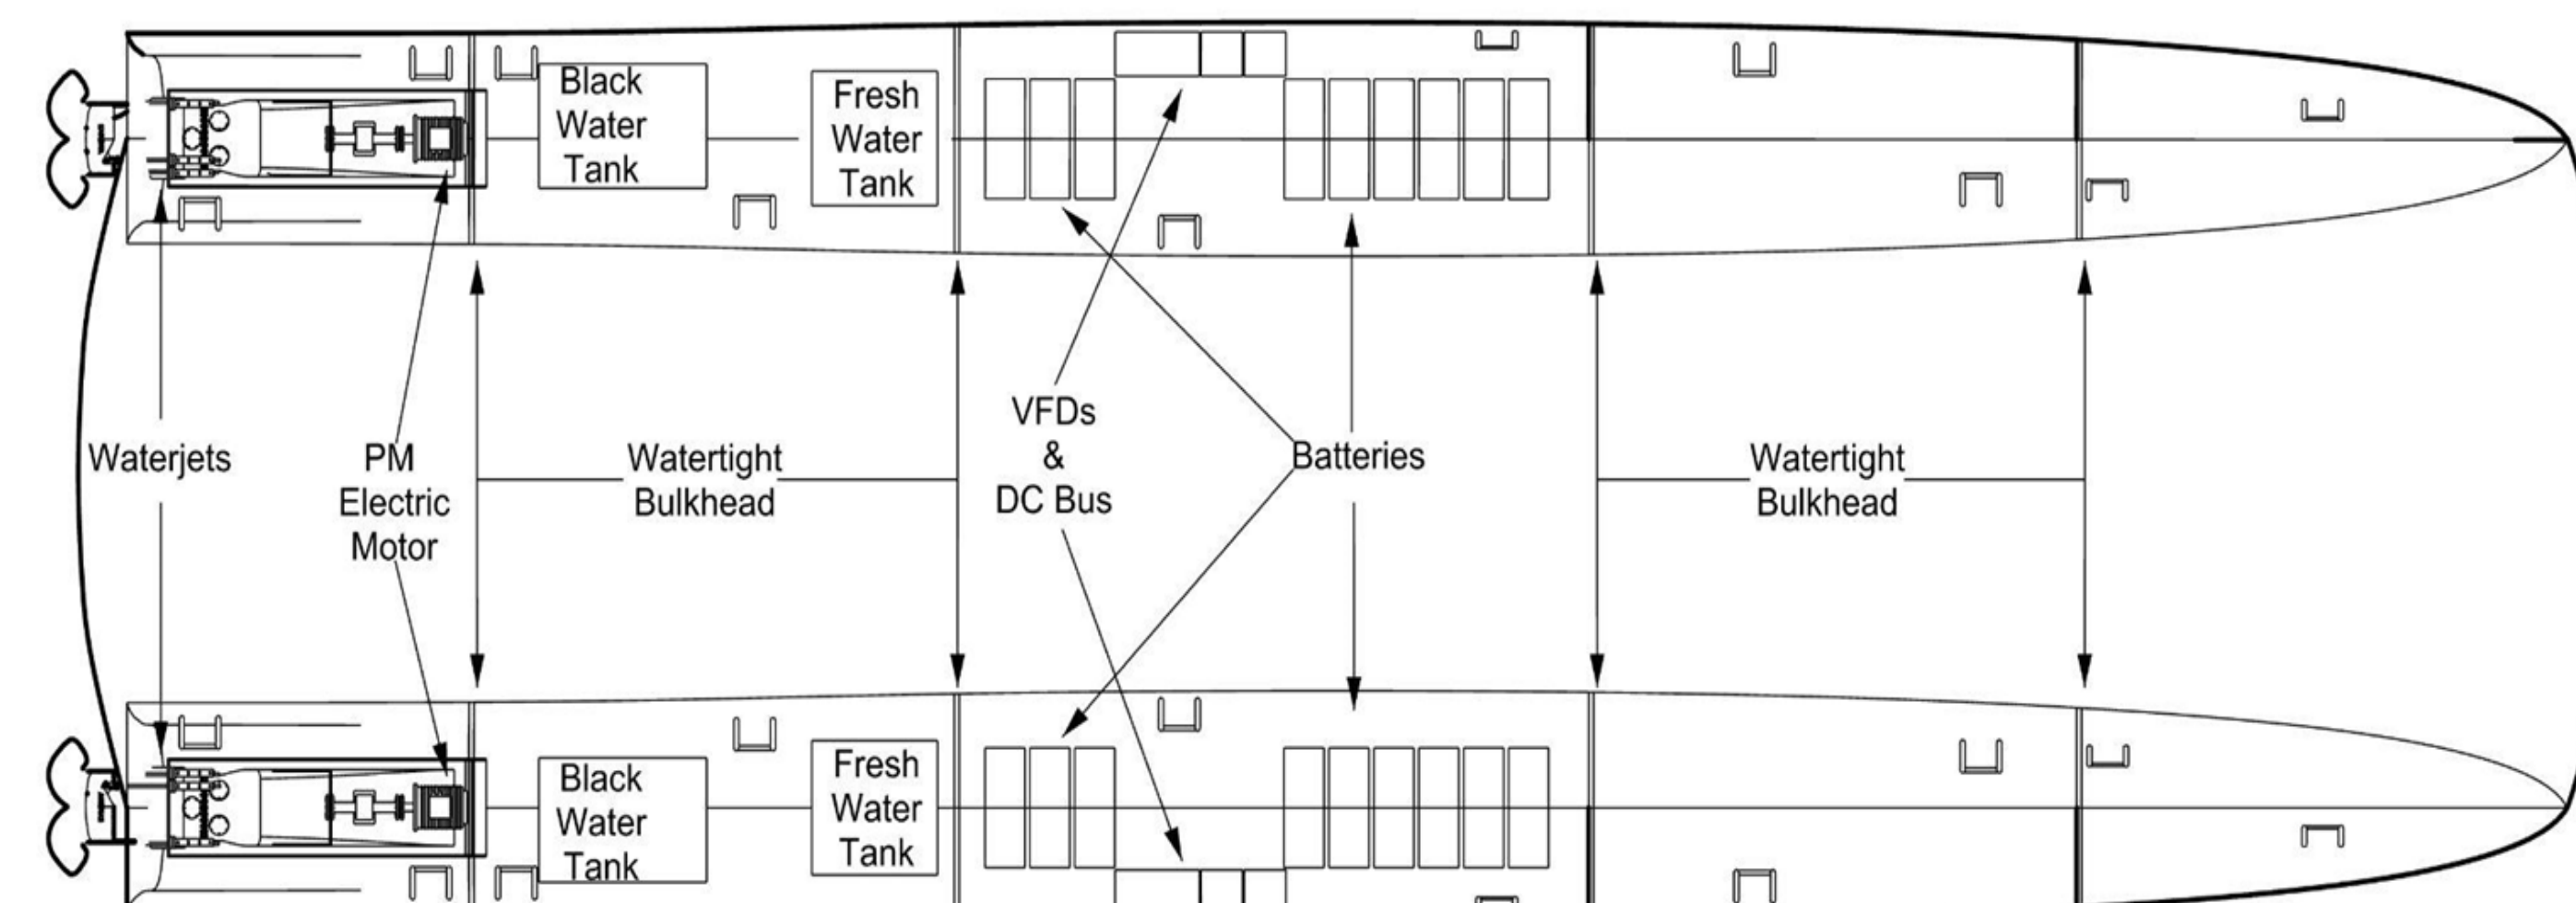 Black
Water
Tank
Fresh
Water
Tank
Waterjets
PM
Electric
Motor
Watertight
Bulkhead
VFDs
&
DC Bus
Batteries
Watertight
Bulkhead
Black
Water
Tank
Fresh
Water
Tank